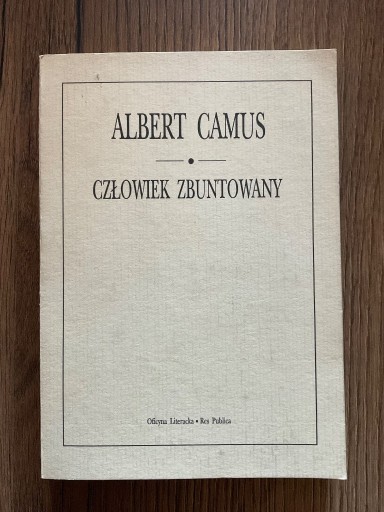 ALBERT CAMUS
CZŁOWIEK ZBUNTOWANY
Oficyna Literacka • Res Publica